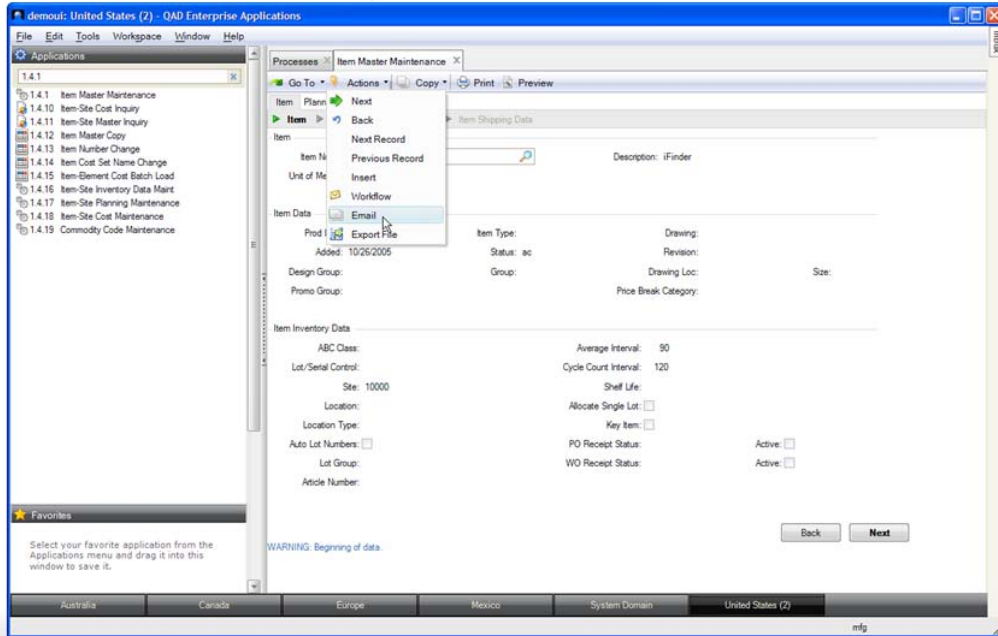 demoui: United States (2) - QAD Enterprise Applications
File Edit Tools Workspace Window Help
Applications
1.4.1
1.4.1 Item Master Maintenance
1.4.10 Item-Site Cost Inquiry
1.4.11 Item-Site Master Inquiry
1.4.12 Item Master Copy
1.4.13 Item Number Change
1.4.14 Item Cost Set Name Change
1.4.15 Item-Element Cost Batch Load
1.4.16 Item-Site Inventory Data Maint
1.4.17 Item-Site Planning Maintenance
1.4.18 Item-Site Cost Maintenance
1.4.19 Commodity Code Maintenance
Favorites
Select your favorite application from the
Applications menu and drag it into this
window to save it.
Processes Item Master Maintenance
Go To Actions Copy Print Preview
Item Plann
Item Item Shipping Data
Next
Back
Next Record
Previous Record
Insert
Workflow
Email
Export File
Item
Item N Description: iFinder
Unit of Me
Item Data
Prod Item Type: Drawing:
Added: 10/26/2005 Status: ac Revision:
Design Group: Group: Drawing Loc: Size:
Promo Group: Price Break Category:
Item Inventory Data
ABC Class: Average Interval: 90
Lot/Serial Control: Cycle Count Interval: 120
Site: 10000 Shelf Life:
Location: Allocate Single Lot:
Location Type: Key Item:
Auto Lot Numbers: PO Receipt Status: Active:
Lot Group: WO Receipt Status: Active:
Article Number:
Back Next
WARNING: Beginning of data.
Australia Canada Europe Mexico System Domain United States (2)
mfg